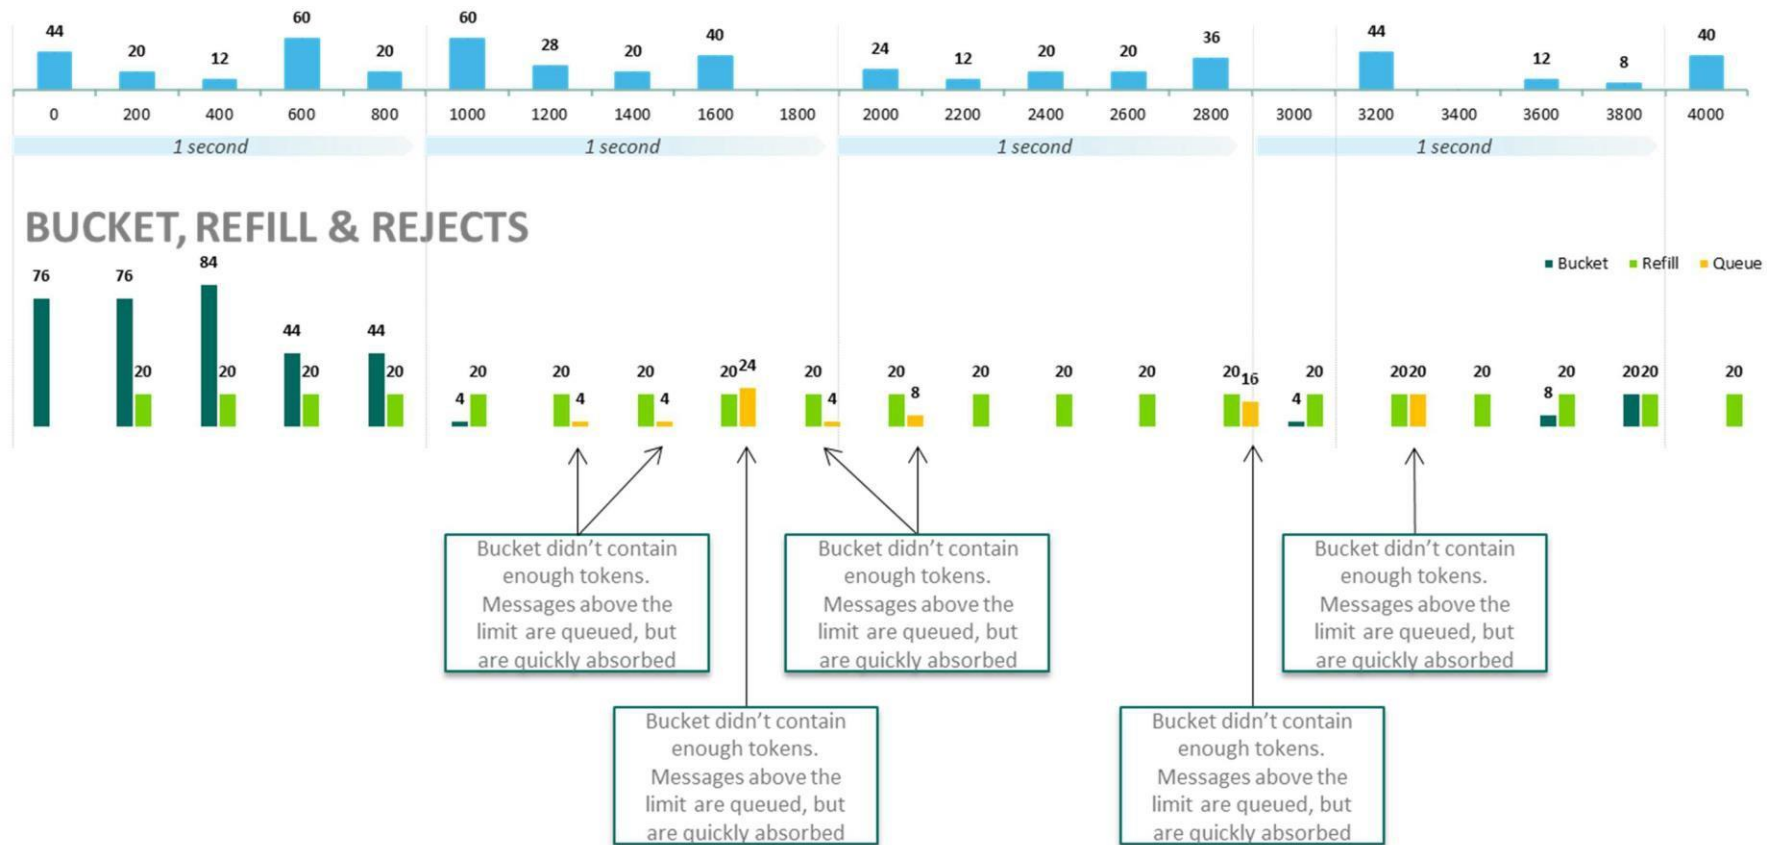 44 20 12 60 20 60 28 20 40 24 12 20 20 36 44 12 8 40
0 200 400 600 800 1000 1200 1400 1600 1800 2000 2200 2400 2600 2800 3000 3200 3400 3600 3800 4000
1 second 1 second 1 second 1 second
BUCKET, REFILL & REJECTS
Bucket Refill Queue
76 76 20 84 20 44 20 44 20 4 20 20 4 20 4 20 24 20 4 20 8 20 20 20 20 16 4 20 20 20 20 8 20 20 20 20
Bucket didn't contain
enough tokens.
Messages above the
limit are queued, but
are quickly absorbed
Bucket didn't contain
enough tokens.
Messages above the
limit are queued, but
are quickly absorbed
Bucket didn't contain
enough tokens.
Messages above the
limit are queued, but
are quickly absorbed
Bucket didn't contain
enough tokens.
Messages above the
limit are queued, but
are quickly absorbed
Bucket didn't contain
enough tokens.
Messages above the
limit are queued, but
are quickly absorbed